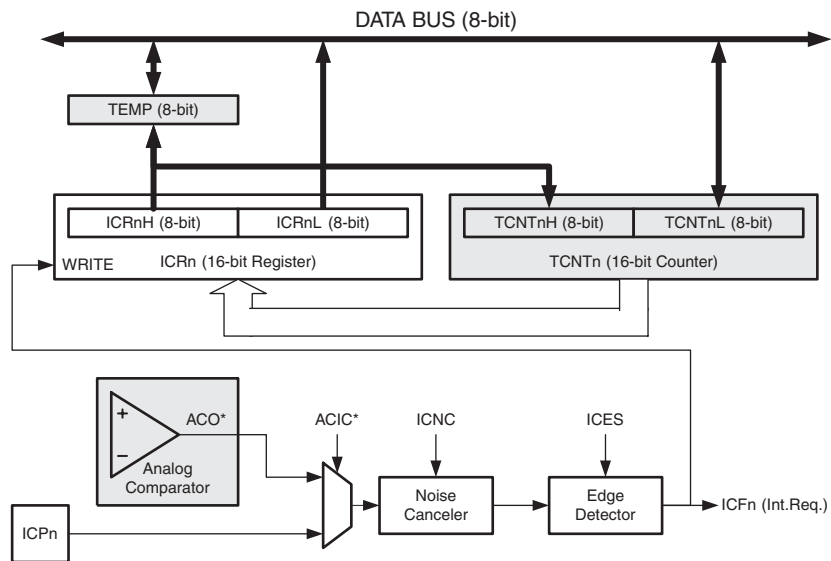 DATA BUS (8-bit)
TEMP (8-bit)
ICRnH (8-bit)
ICRnL (8-bit)
TCNTnH (8-bit)
TCNTnL (8-bit)
WRITE
ICRn (16-bit Register)
TCNTn (16-bit Counter)
+
−
ACO*
Analog
Comparator
ACIC*
ICNC
ICES
Noise
Canceler
Edge
Detector
ICFn (Int.Req.)
ICPn